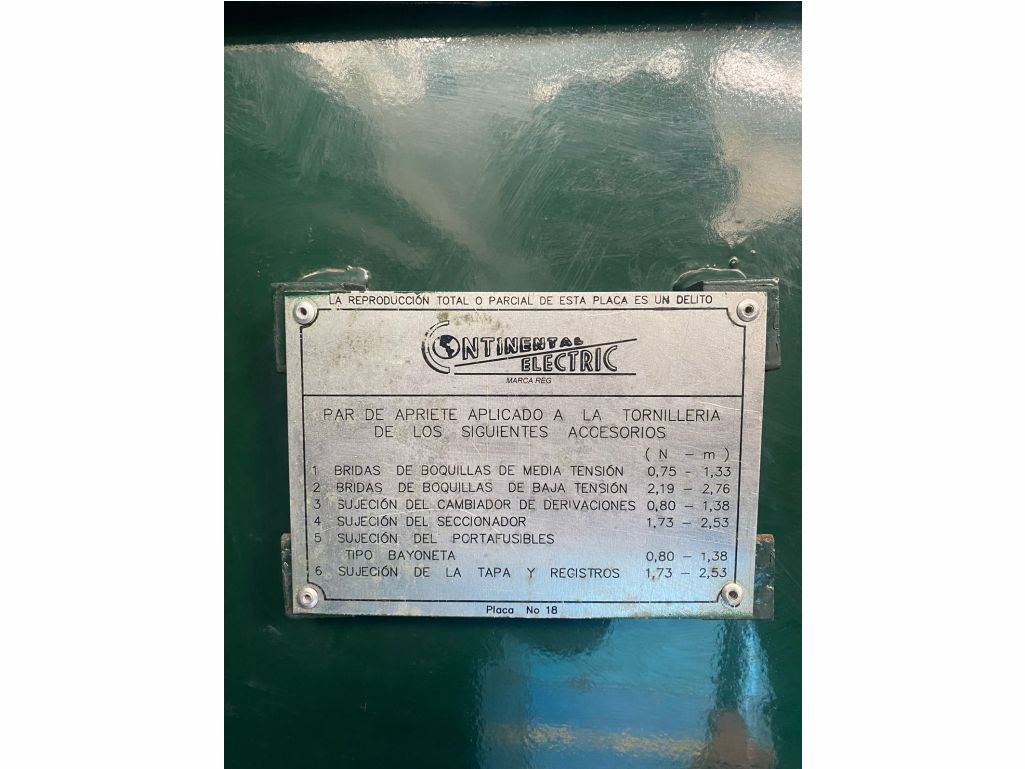 LA REPRODUCCIÓN TOTAL O PARCIAL DE ESTA PLACA ES UN DELITO
CONTINENTAL
ELECTRIC
MARCA REG
PAR DE APRIETE APLICADO A LA TORNILLERIA
DE LOS SIGUIENTES ACCESORIOS
( N - m )
1 BRIDAS DE BOQUILLAS DE MEDIA TENSIÓN 0,75 - 1,33
2 BRIDAS DE BOQUILLAS DE BAJA TENSIÓN 2,19 - 2,76
3 SUJECIÓN DEL CAMBIADOR DE DERIVACIONES 0,80 - 1,38
4 SUJECIÓN DEL SECCIONADOR 1,73 - 2,53
5 SUJECIÓN DEL PORTAFUSIBLES
TIPO BAYONETA 0,80 - 1,38
6 SUJECIÓN DE LA TAPA Y REGISTROS 1,73 - 2,53
Placa No 18